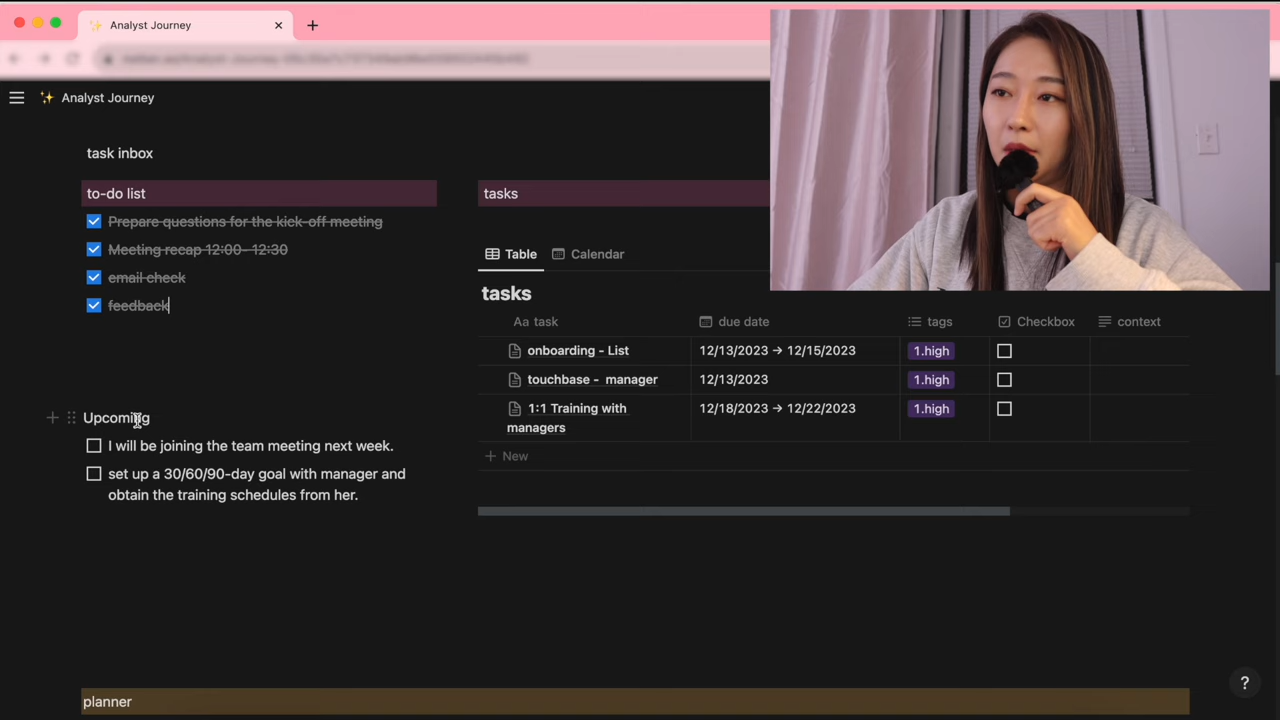 Analyst Journey
Analyst Journey
task inbox
to-do list
Prepare questions for the kick-off meeting
Meeting recap 12:00- 12:30
email check
feedback
Upcoming
I will be joining the team meeting next week.
set up a 30/60/90-day goal with manager and
obtain the training schedules from her.
tasks
Table Calendar
tasks
Aa task due date tags Checkbox context
onboarding - List 12/13/2023 → 12/15/2023 1.high
touchbase - manager 12/13/2023 1.high
1:1 Training with 12/18/2023 → 12/22/2023 1.high
managers
+ New
planner
?